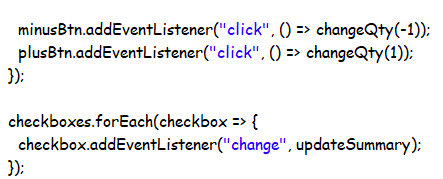 minusBtn.addEventListener("click", () => changeQty(-1));
plusBtn.addEventListener("click", () => changeQty(1));
});
checkboxes.forEach(checkbox => {
checkbox.addEventListener("change", updateSummary);
});